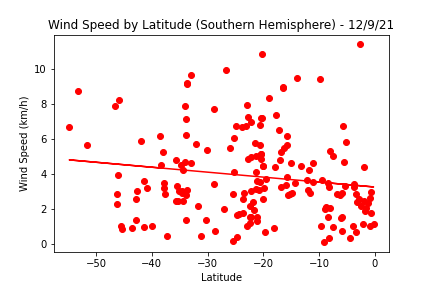 Wind Speed by Latitude (Southern Hemisphere) - 12/9/21
Wind Speed (km/h)
10
8
6
4
2
0
−50 −40 −30 −20 −10 0
Latitude